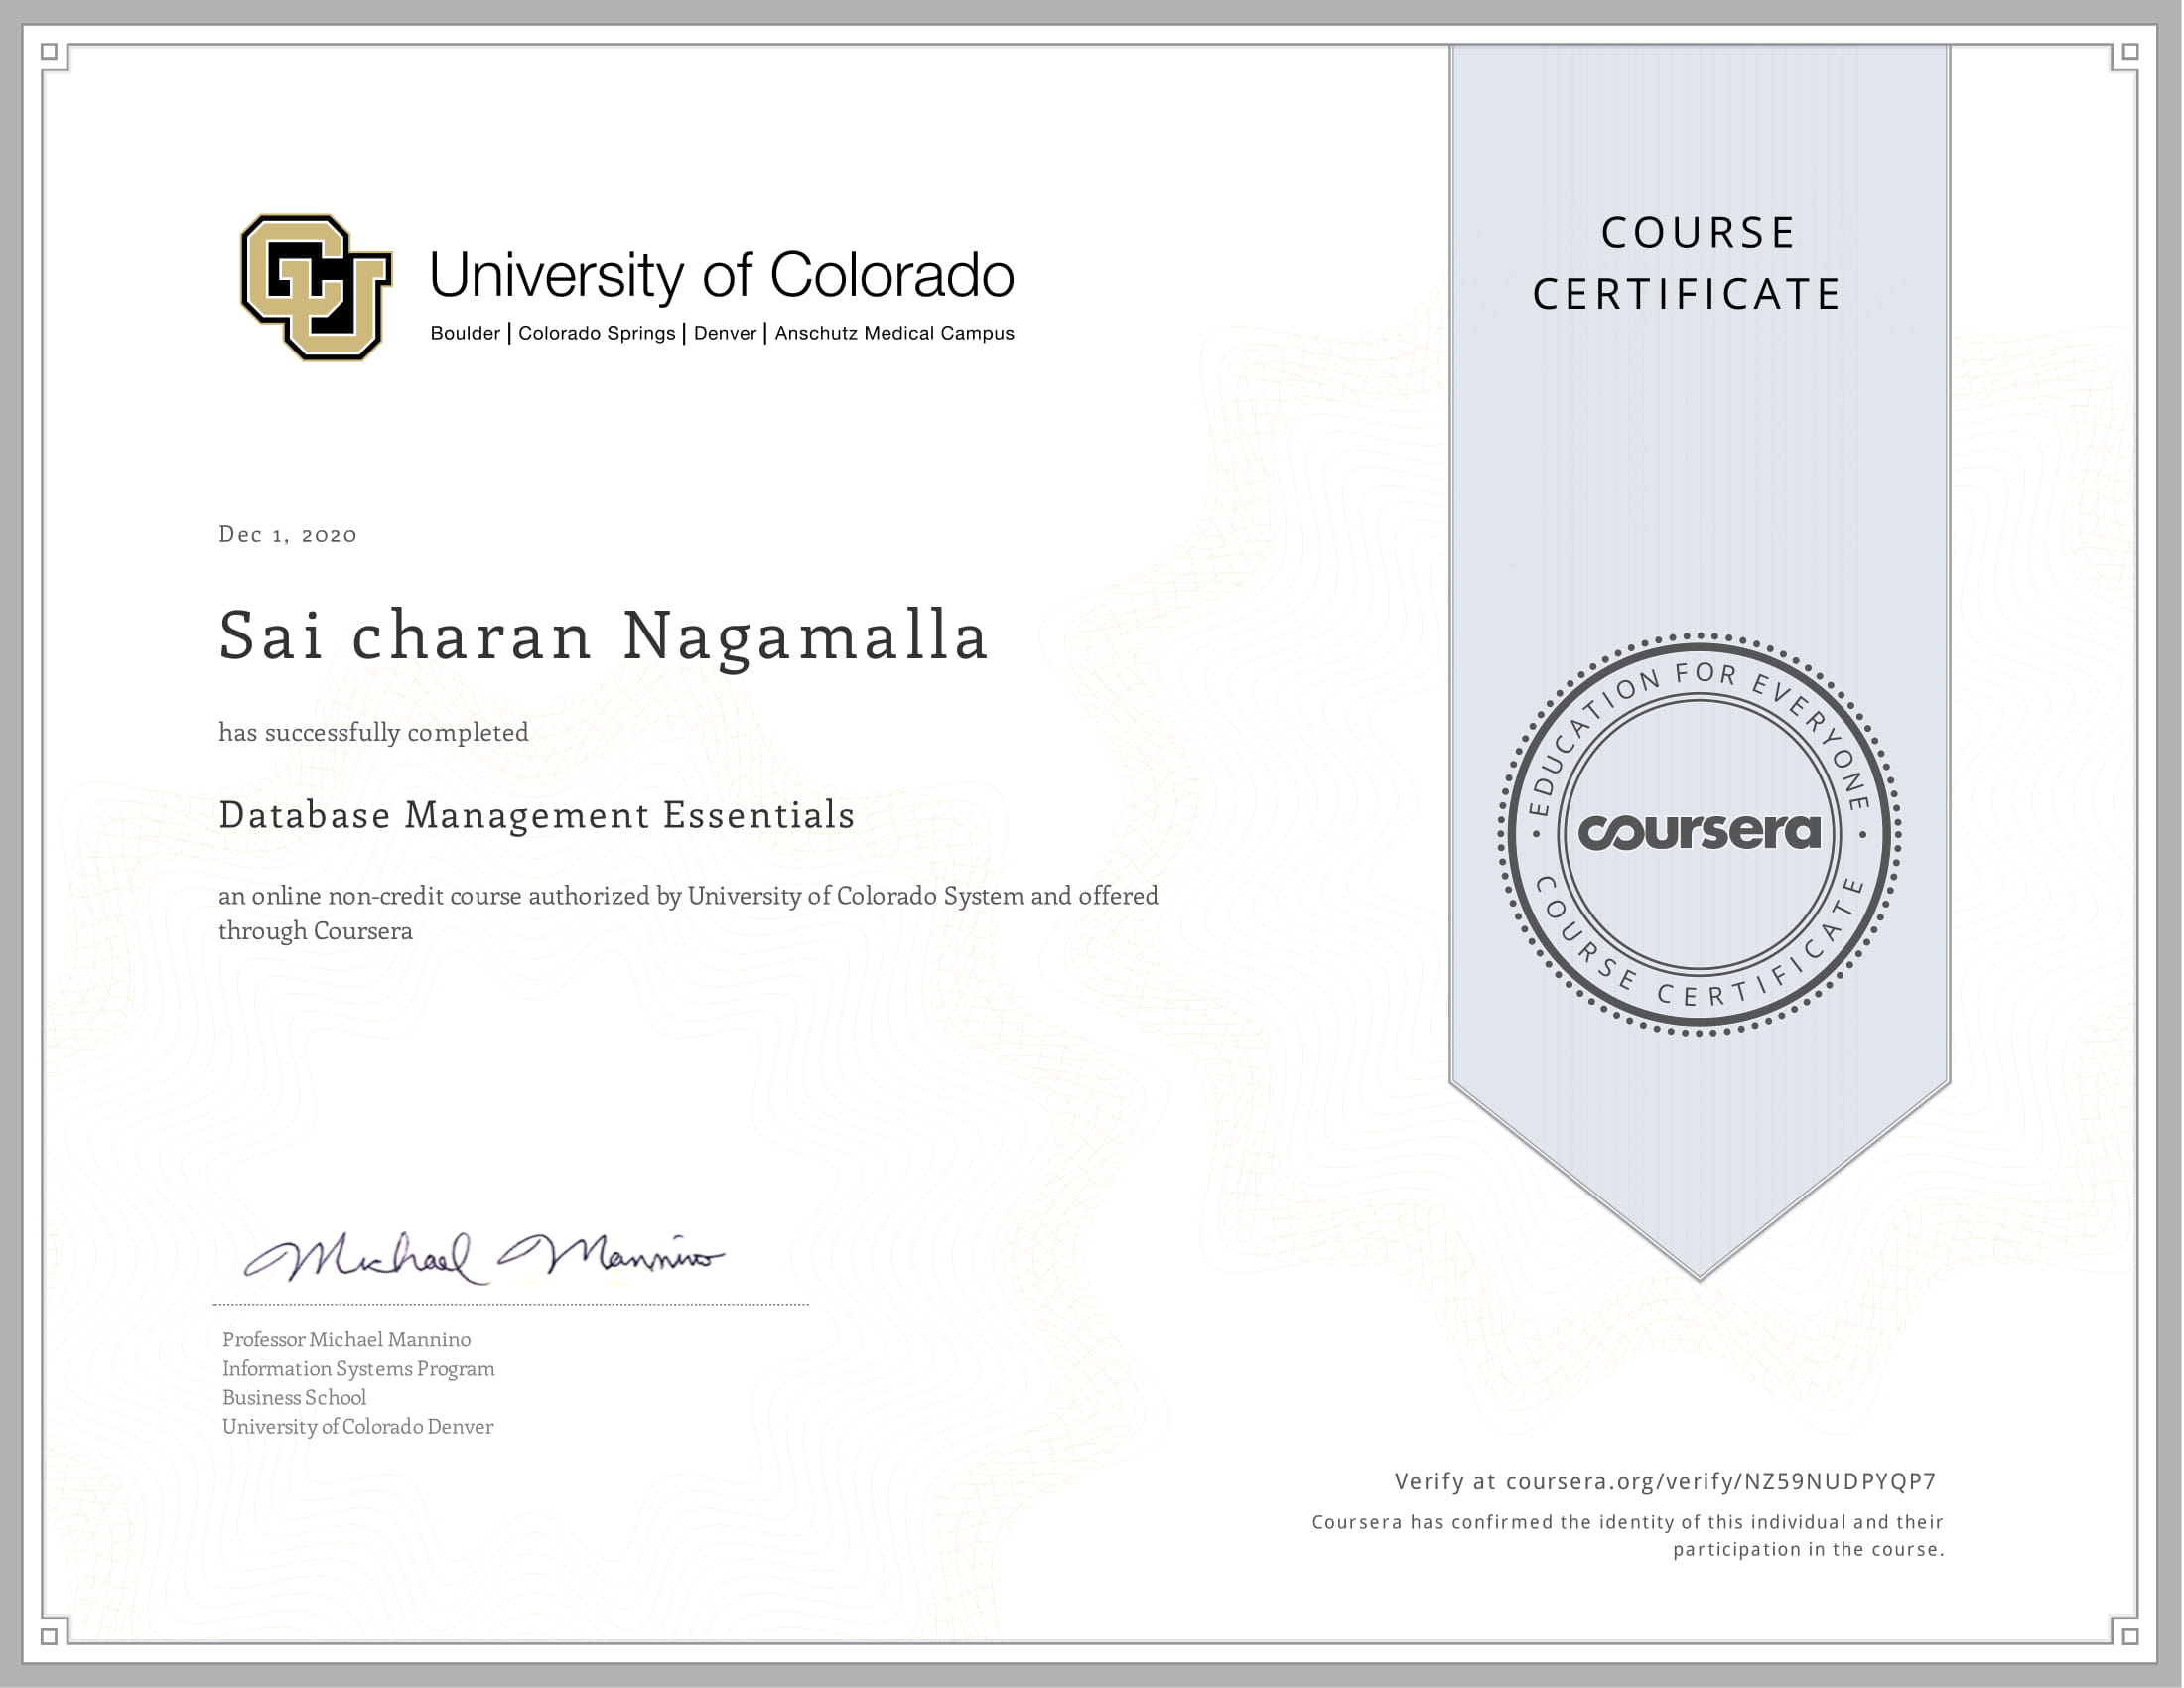 CU
University of Colorado
Boulder | Colorado Springs | Denver | Anschutz Medical Campus
COURSE
CERTIFICATE
Dec 1, 2020
Sai charan Nagamalla
has successfully completed
Database Management Essentials
an online non-credit course authorized by University of Colorado System and offered
through Coursera
• EDUCATION FOR EVERYONE •
coursera
COURSE CERTIFICATE
Michael Mannino
Professor Michael Mannino
Information Systems Program
Business School
University of Colorado Denver
Verify at coursera.org/verify/NZ59NUDPYQP7
Coursera has confirmed the identity of this individual and their
participation in the course.